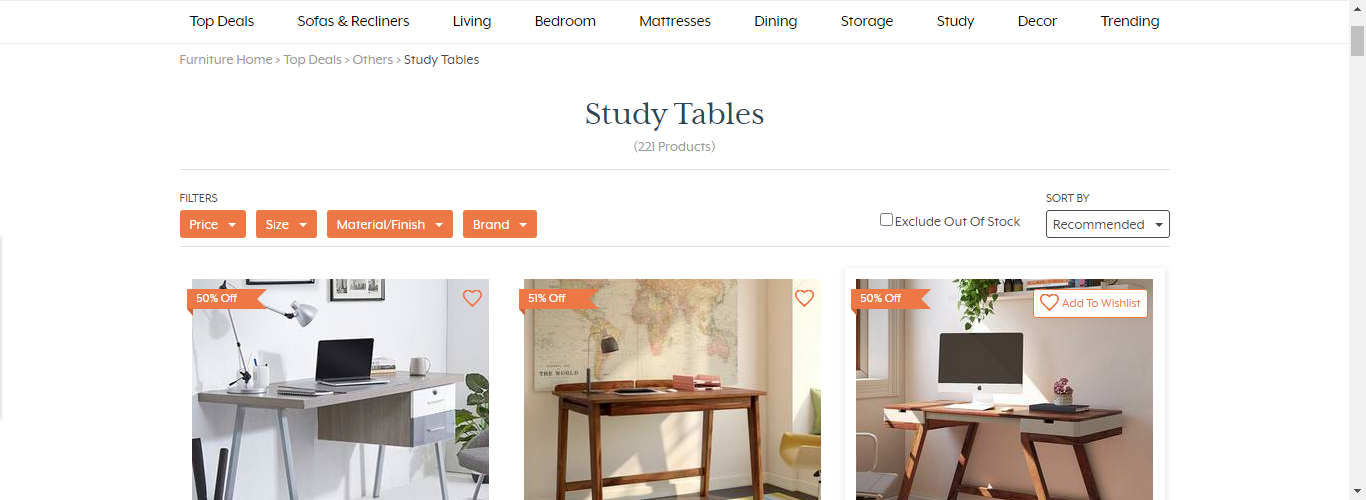 Top Deals Sofas & Recliners Living Bedroom Mattresses Dining Storage Study Decor Trending
Furniture Home > Top Deals > Others > Study Tables
Study Tables
(221 Products)
FILTERS
SORT BY
Price Size Material/Finish Brand
Exclude Out Of Stock
Recommended
50% Off
51% Off
50% Off
Add To Wishlist
THE WORLD